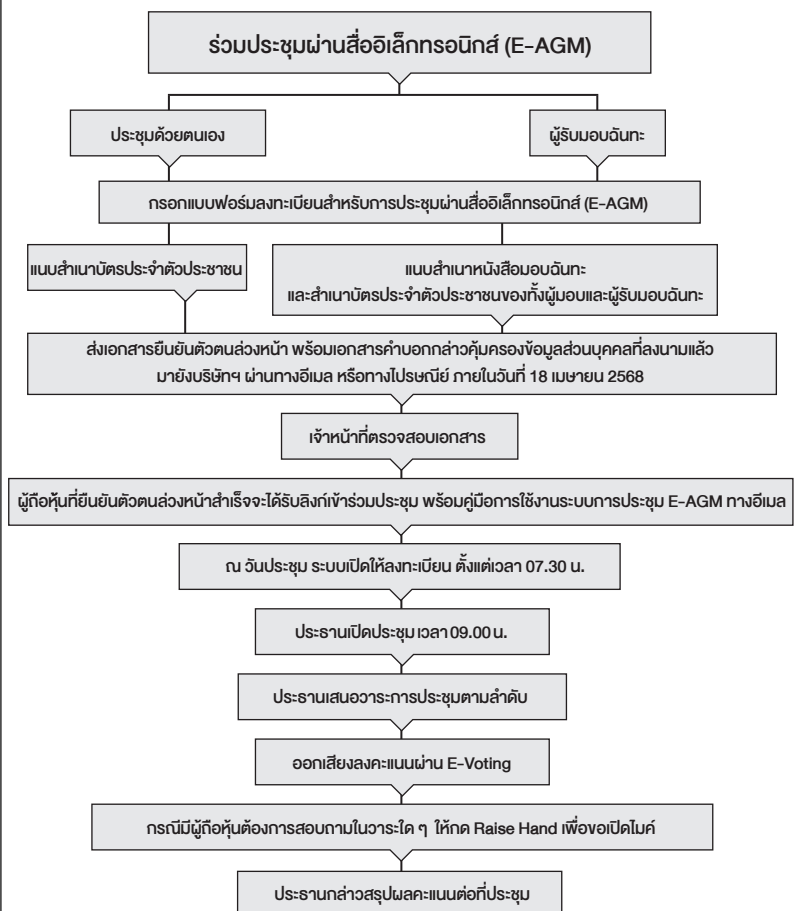 ร่วมประชุมผ่านสื่ออิเล็กทรอนิกส์ (E-AGM)
ประชุมด้วยตนเอง
ผู้รับมอบฉันทะ
กรอกแบบฟอร์มลงทะเบียนสำหรับการประชุมผ่านสื่ออิเล็กทรอนิกส์ (E-AGM)
แนบสำเนาบัตรประจำตัวประชาชน
แนบสำเนาหนังสือมอบฉันทะ
และสำเนาบัตรประจำตัวประชาชนของทั้งผู้มอบและผู้รับมอบฉันทะ
ส่งเอกสารยืนยันตัวตนล่วงหน้า พร้อมเอกสารคำบอกกล่าวคุ้มครองข้อมูลส่วนบุคคลที่ลงนามแล้ว
มายังบริษัทฯ ผ่านทางอีเมล หรือทางไปรษณีย์ ภายในวันที่ 18 เมษายน 2568
เจ้าหน้าที่ตรวจสอบเอกสาร
ผู้ถือหุ้นที่ยืนยันตัวตนล่วงหน้าสำเร็จจะได้รับลิงก์เข้าร่วมประชุม พร้อมคู่มือการใช้งานระบบการประชุม E-AGM ทางอีเมล
ณ วันประชุม ระบบเปิดให้ลงทะเบียน ตั้งแต่เวลา 07.30 น.
ประธานเปิดประชุม เวลา 09.00 น.
ประธานเสนอวาระการประชุมตามลำดับ
ออกเสียงลงคะแนนผ่าน E-Voting
กรณีมีผู้ถือหุ้นต้องการสอบถามในวาระใด ๆ ให้กด Raise Hand เพื่อขอเปิดไมค์
ประธานกล่าวสรุปผลคะแนนต่อที่ประชุม